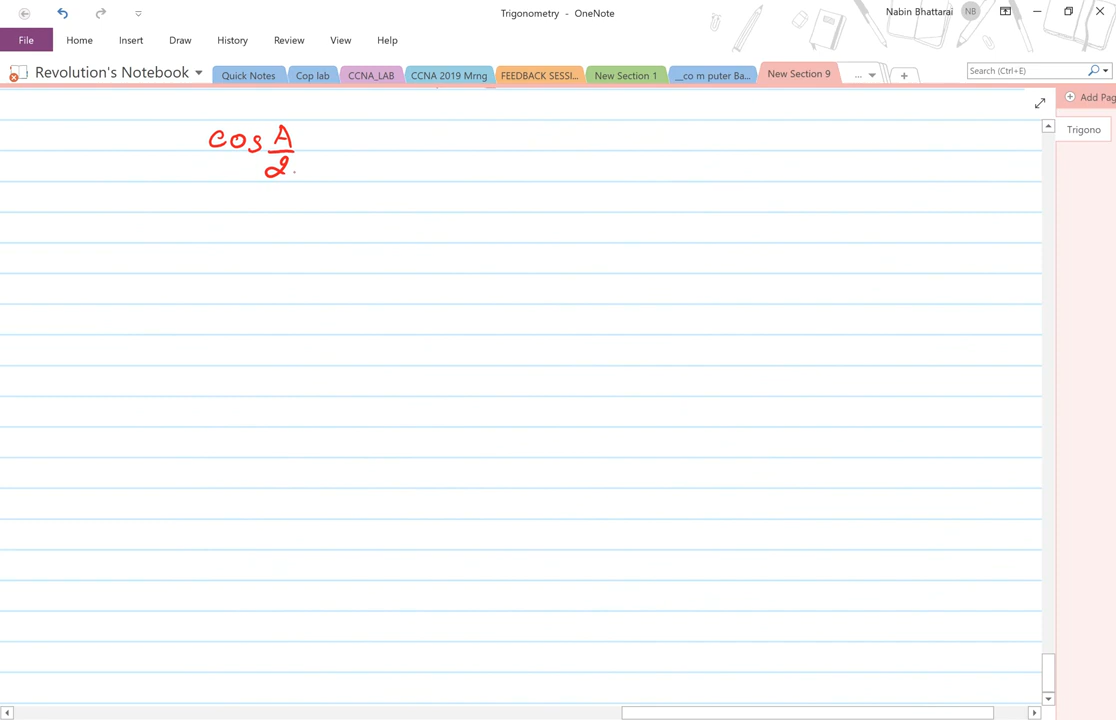 Trigonometry - OneNote
Nabin Bhattarai NB
File Home Insert Draw History Review View Help
Revolution's Notebook Quick Notes Cop lab CCNA_LAB CCNA 2019 Mrng FEEDBACK SESSI... New Section 1 __co m puter Ba... New Section 9 ... Search (Ctrl+E)
Add Pag
Trigono
cos A/2